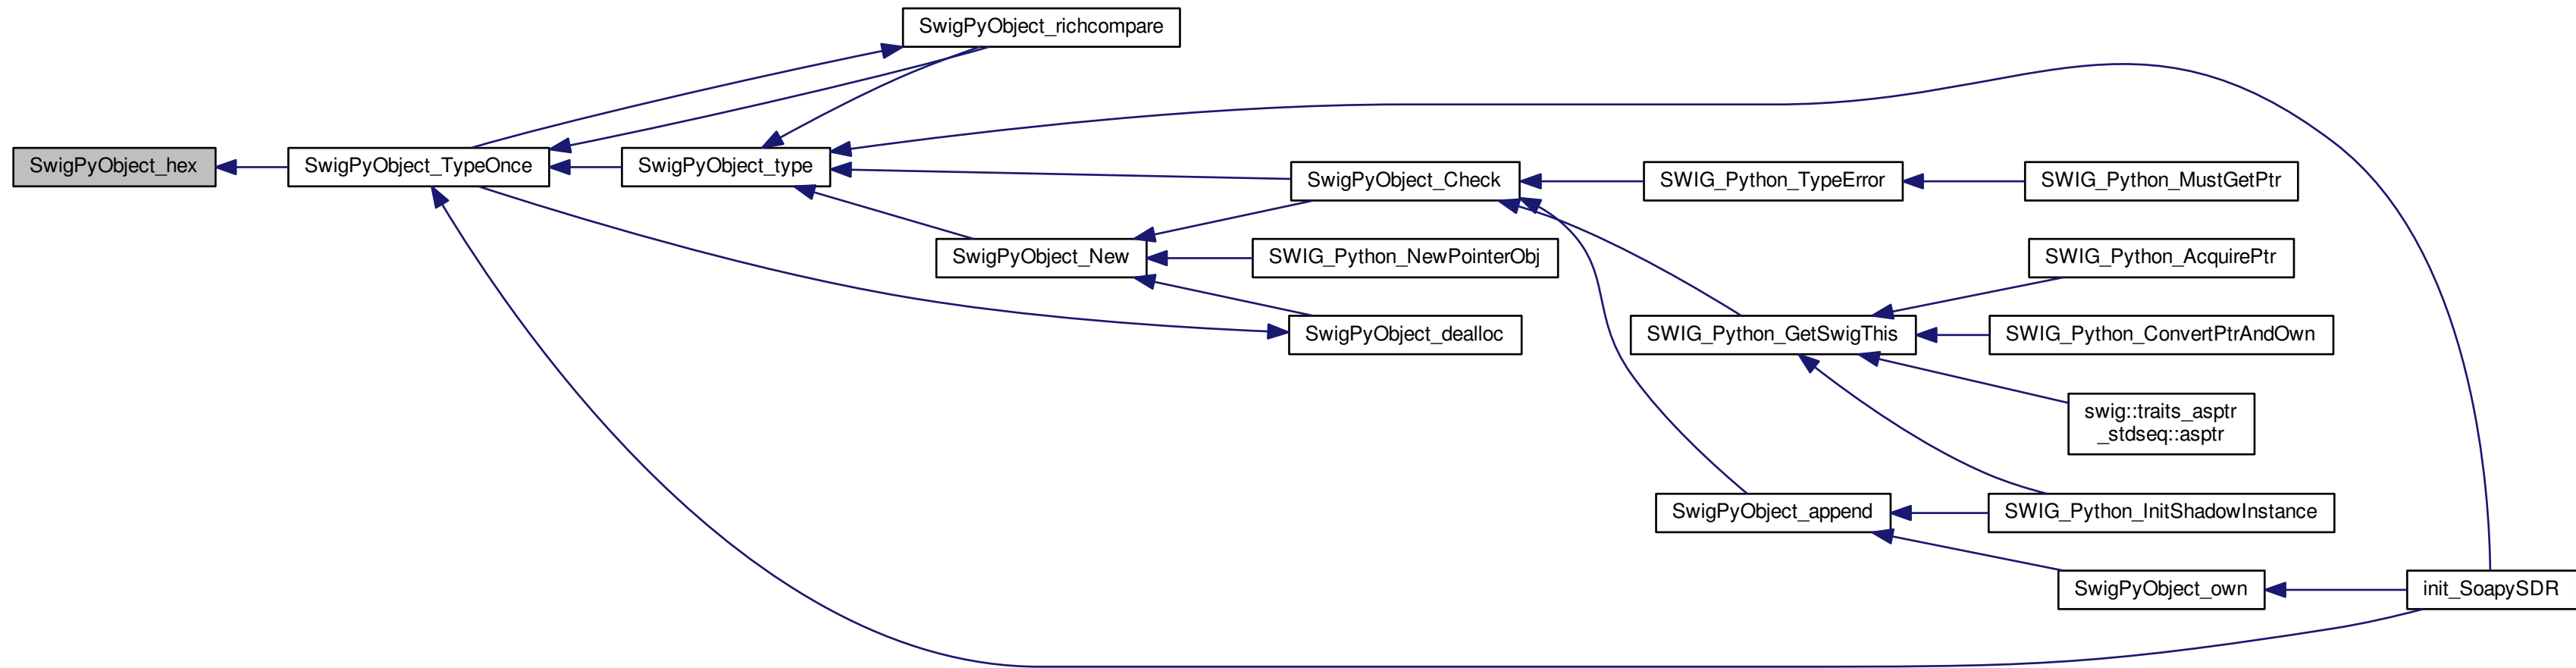 SwigPyObject_richcompare
SwigPyObject_hex
SwigPyObject_TypeOnce
SwigPyObject_type
SwigPyObject_Check
SWIG_Python_TypeError
SWIG_Python_MustGetPtr
SwigPyObject_New
SWIG_Python_NewPointerObj
SWIG_Python_AcquirePtr
SwigPyObject_dealloc
SWIG_Python_GetSwigThis
SWIG_Python_ConvertPtrAndOwn
swig::traits_asptr
_stdseq::asptr
SwigPyObject_append
SWIG_Python_InitShadowInstance
SwigPyObject_own
init_SoapySDR